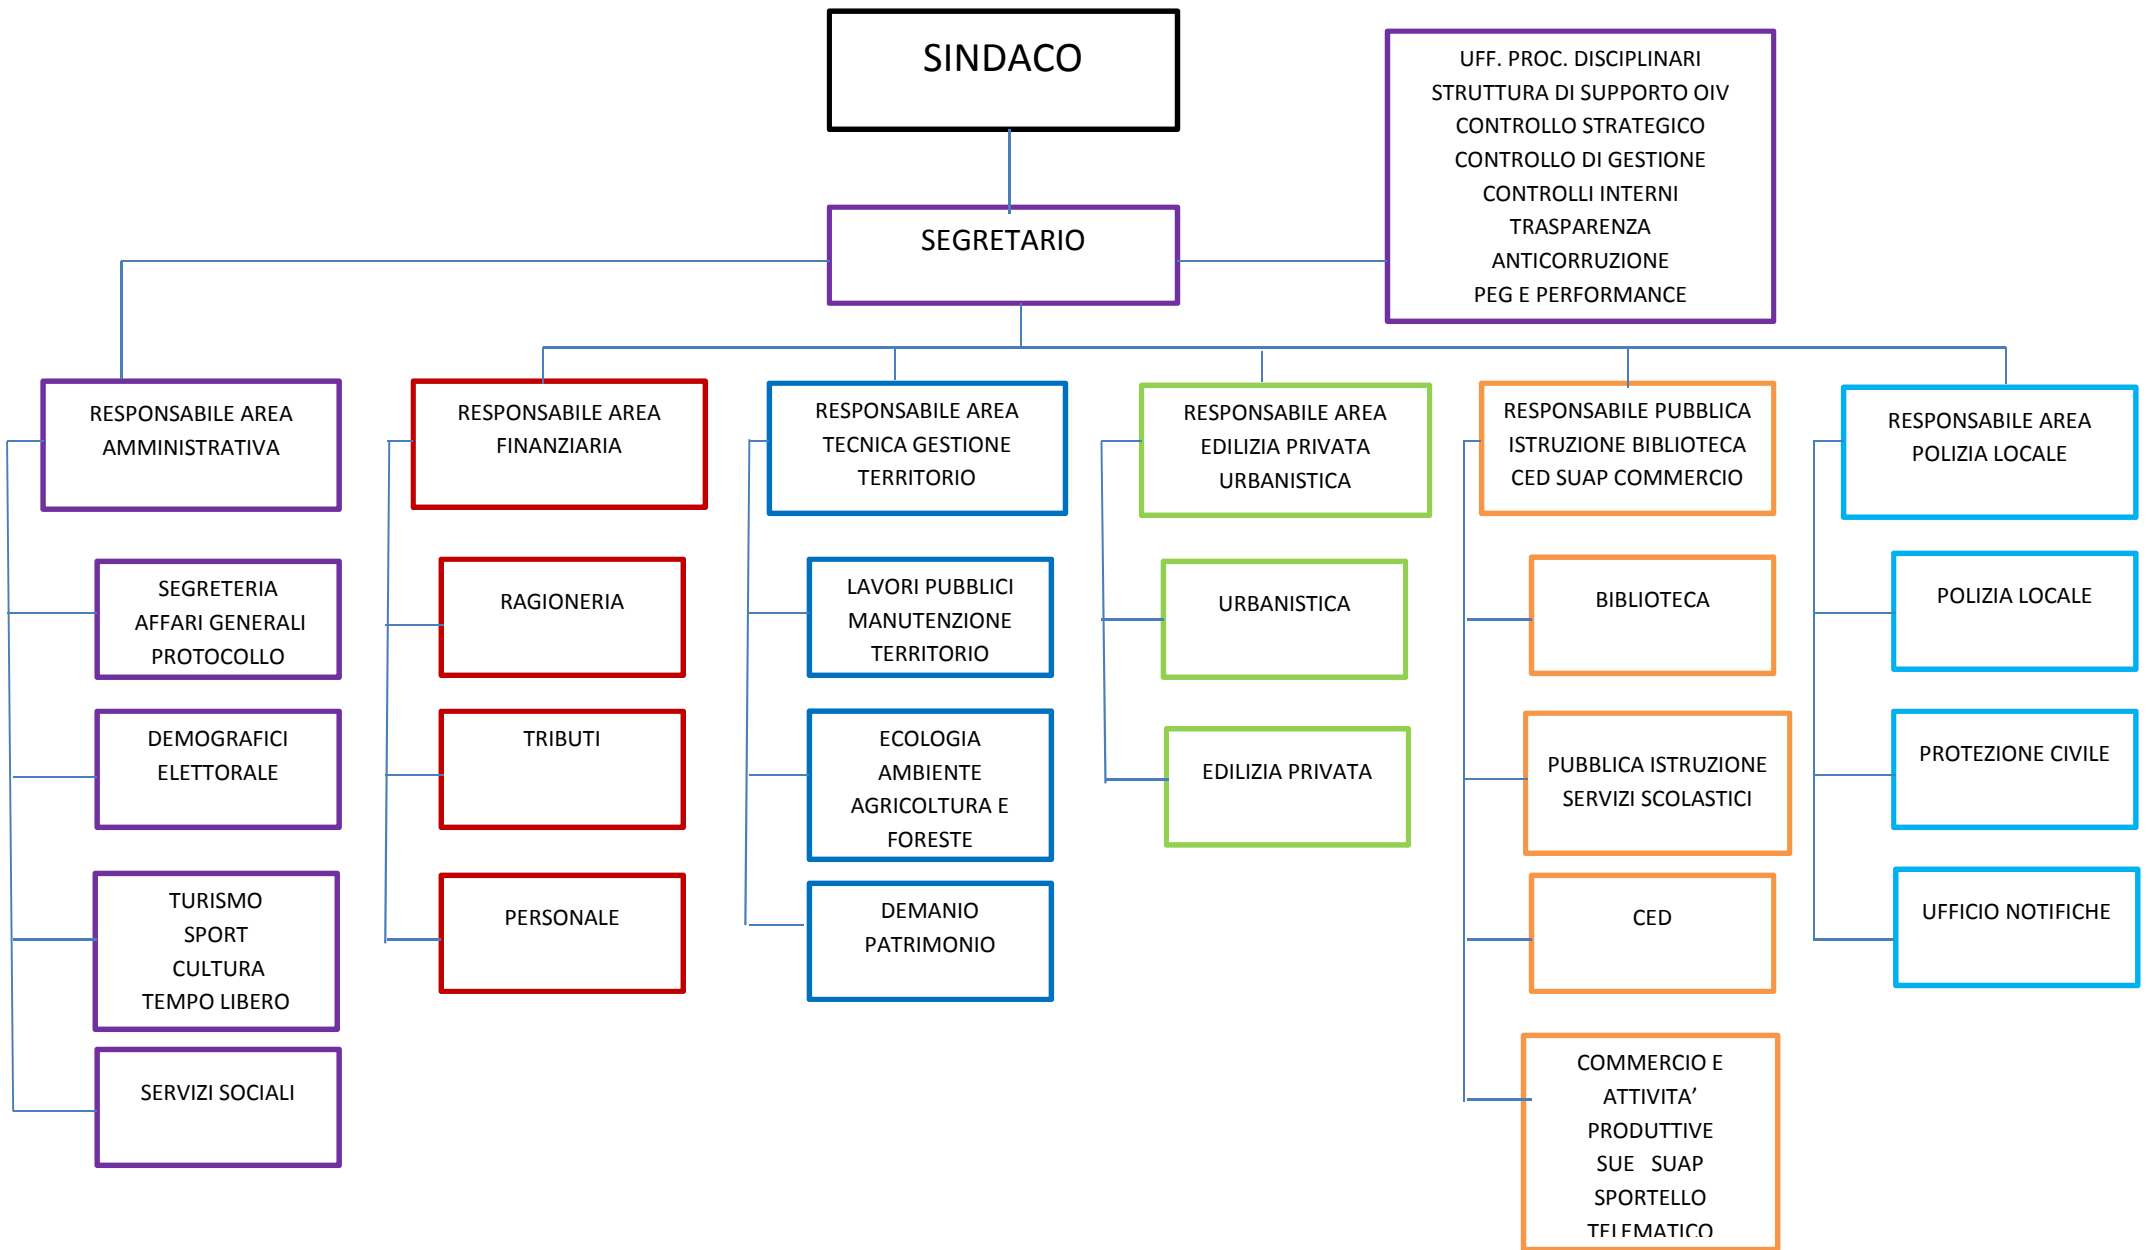 SINDACO
UFF. PROC. DISCIPLINARI
STRUTTURA DI SUPPORTO OIV
CONTROLLO STRATEGICO
CONTROLLO DI GESTIONE
CONTROLLI INTERNI
TRASPARENZA
ANTICORRUZIONE
PEG E PERFORMANCE
SEGRETARIO
RESPONSABILE AREA
AMMINISTRATIVA
RESPONSABILE AREA
FINANZIARIA
RESPONSABILE AREA
TECNICA GESTIONE
TERRITORIO
RESPONSABILE AREA
EDILIZIA PRIVATA
URBANISTICA
RESPONSABILE PUBBLICA
ISTRUZIONE BIBLIOTECA
CED SUAP COMMERCIO
RESPONSABILE AREA
POLIZIA LOCALE
SEGRETERIA
AFFARI GENERALI
PROTOCOLLO
RAGIONERIA
LAVORI PUBBLICI
MANUTENZIONE
TERRITORIO
URBANISTICA
BIBLIOTECA
POLIZIA LOCALE
DEMOGRAFICI
ELETTORALE
TRIBUTI
ECOLOGIA
AMBIENTE
AGRICOLTURA E
FORESTE
EDILIZIA PRIVATA
PUBBLICA ISTRUZIONE
SERVIZI SCOLASTICI
PROTEZIONE CIVILE
TURISMO
SPORT
CULTURA
TEMPO LIBERO
PERSONALE
DEMANIO
PATRIMONIO
CED
UFFICIO NOTIFICHE
SERVIZI SOCIALI
COMMERCIO E
ATTIVITA’
PRODUTTIVE
SUE SUAP
SPORTELLO
TELEMATICO